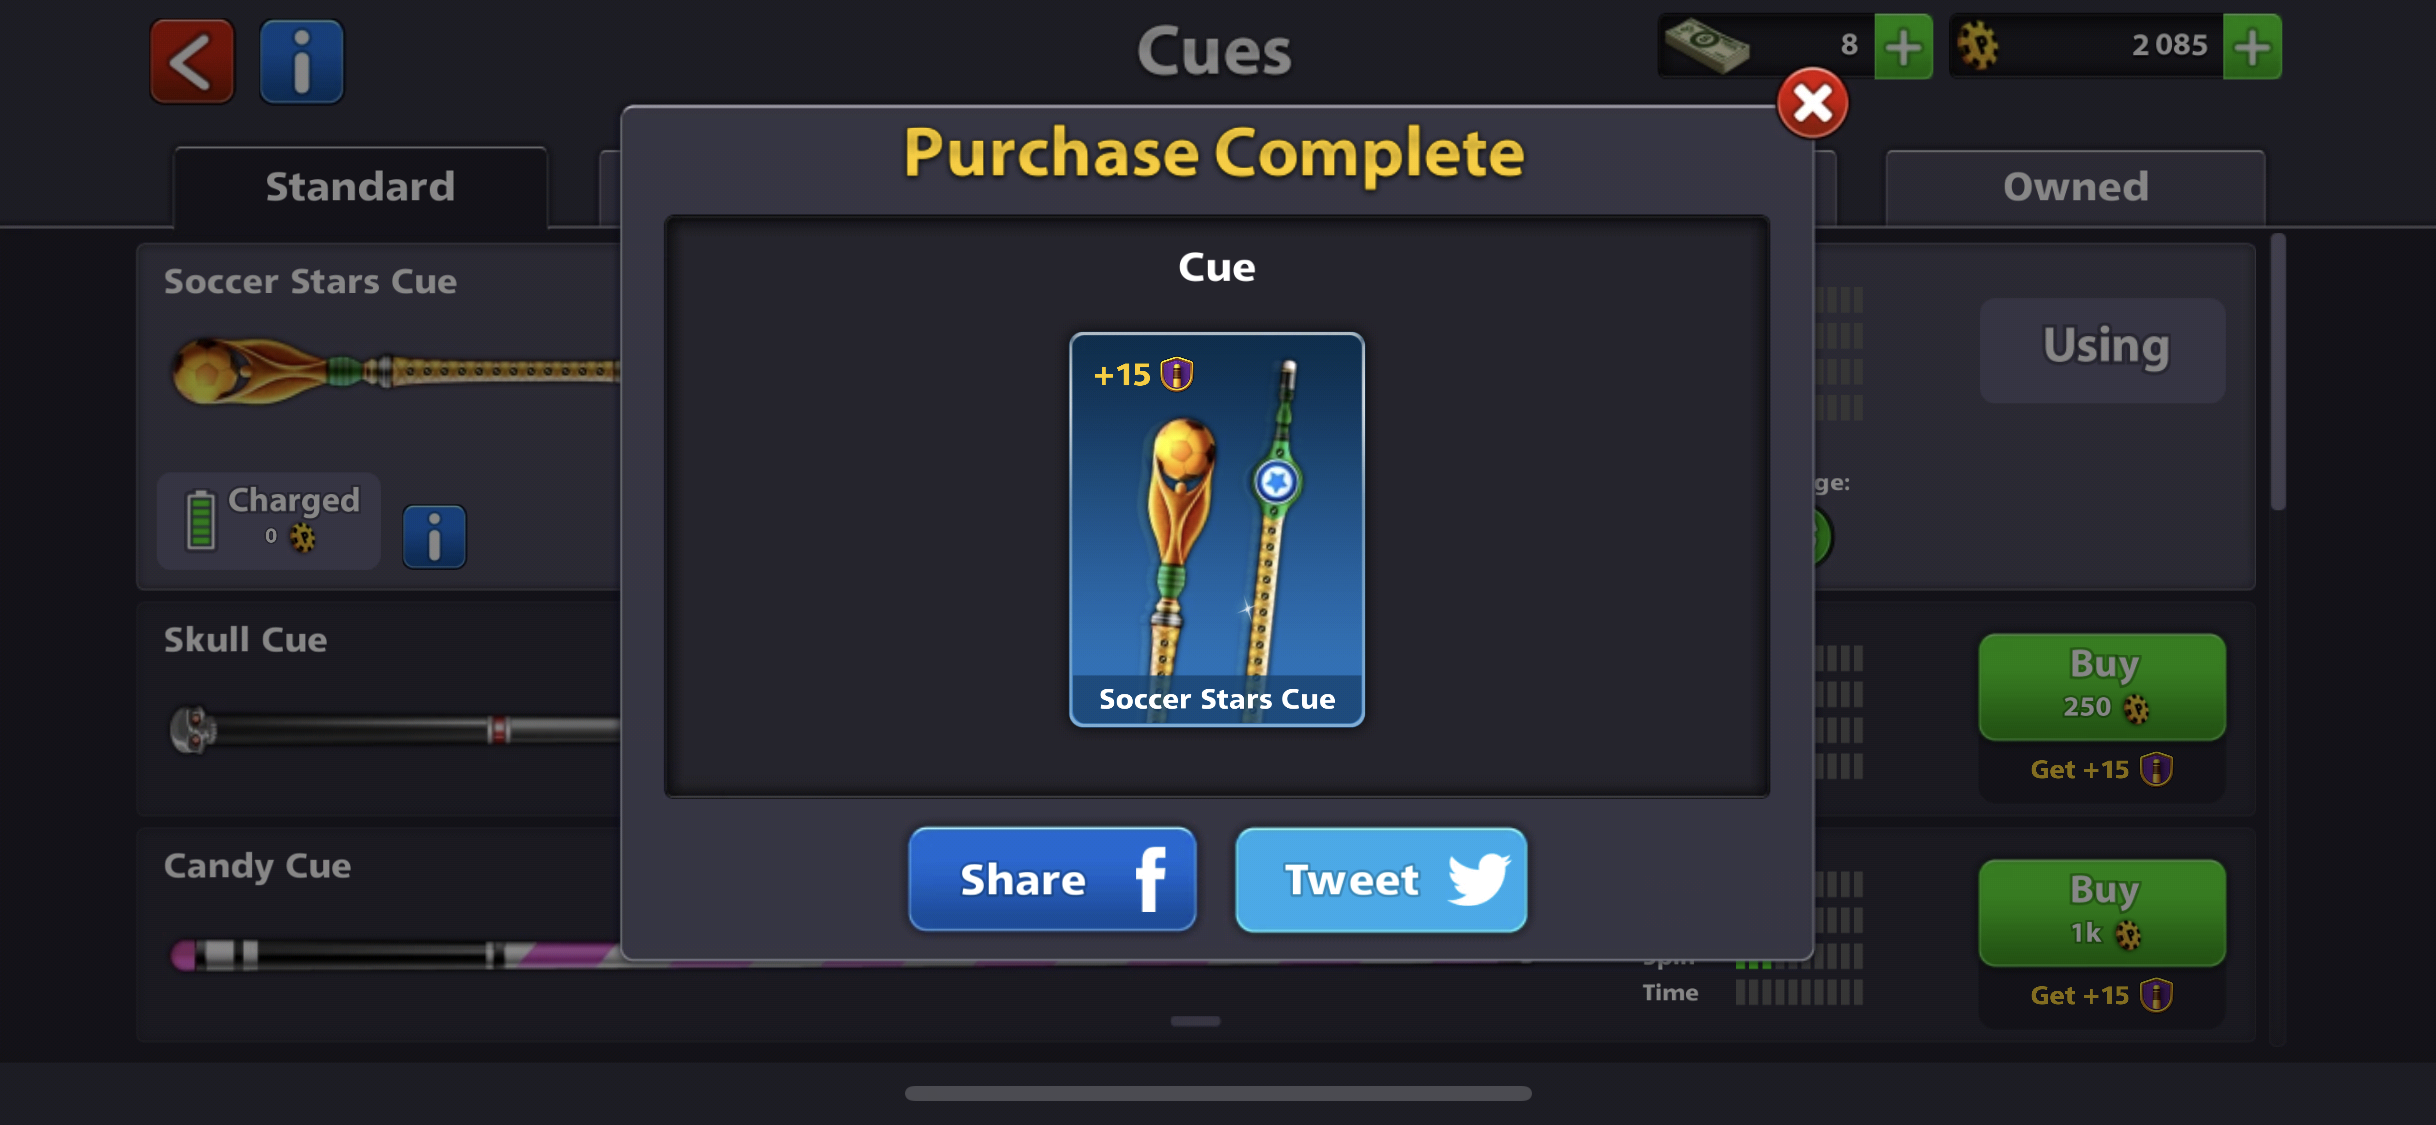 Cues
8
2 085
Standard
Owned
Purchase Complete
Cue
+15
Soccer Stars Cue
Share
Tweet
Soccer Stars Cue
Charged
0
ge:
Using
Skull Cue
Buy
250
Get +15
Candy Cue
Spin
Time
Buy
1k
Get +15